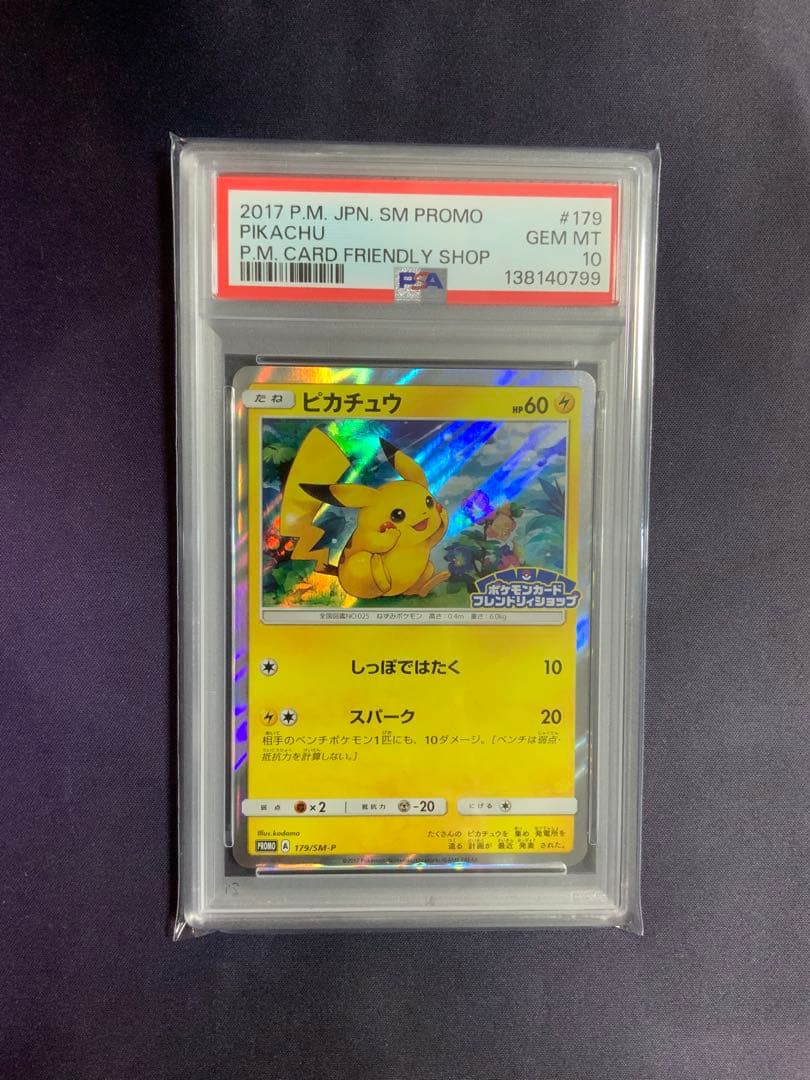 2017 P.M. JPN. SM PROMO #179
PIKACHU GEM MT
P.M. CARD FRIENDLY SHOP 10
138140799
PSA
たね ピカチュウ HP60
ポケモンカード
フレンドリィショップ
全国図鑑NO.025 ねずみポケモン 高さ:0.4m 重さ:6.0kg
しっぽではたく 10
スパーク 20
相手のベンチポケモン1匹にも、10ダメージ。[ベンチは弱点・
抵抗力を計算しない。]
弱点 ×2 抵抗力 -20 にげる
Illus.kodama
たくさんの ピカチュウを 集め 発電所を
造る 計画が 最近 発表 された。
PROMO A 179/SM-P